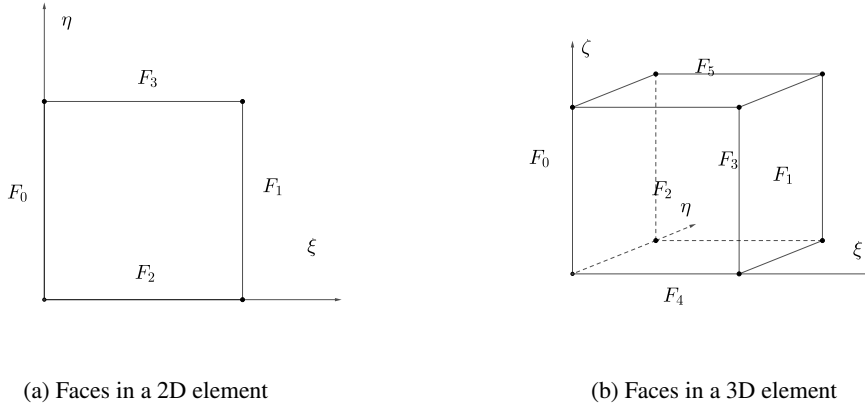 η
F₃
F₀
F₁
ξ
F₂
(a) Faces in a 2D element
ζ
F₅
F₀
F₃
F₂
F₁
η
ξ
F₄
(b) Faces in a 3D element